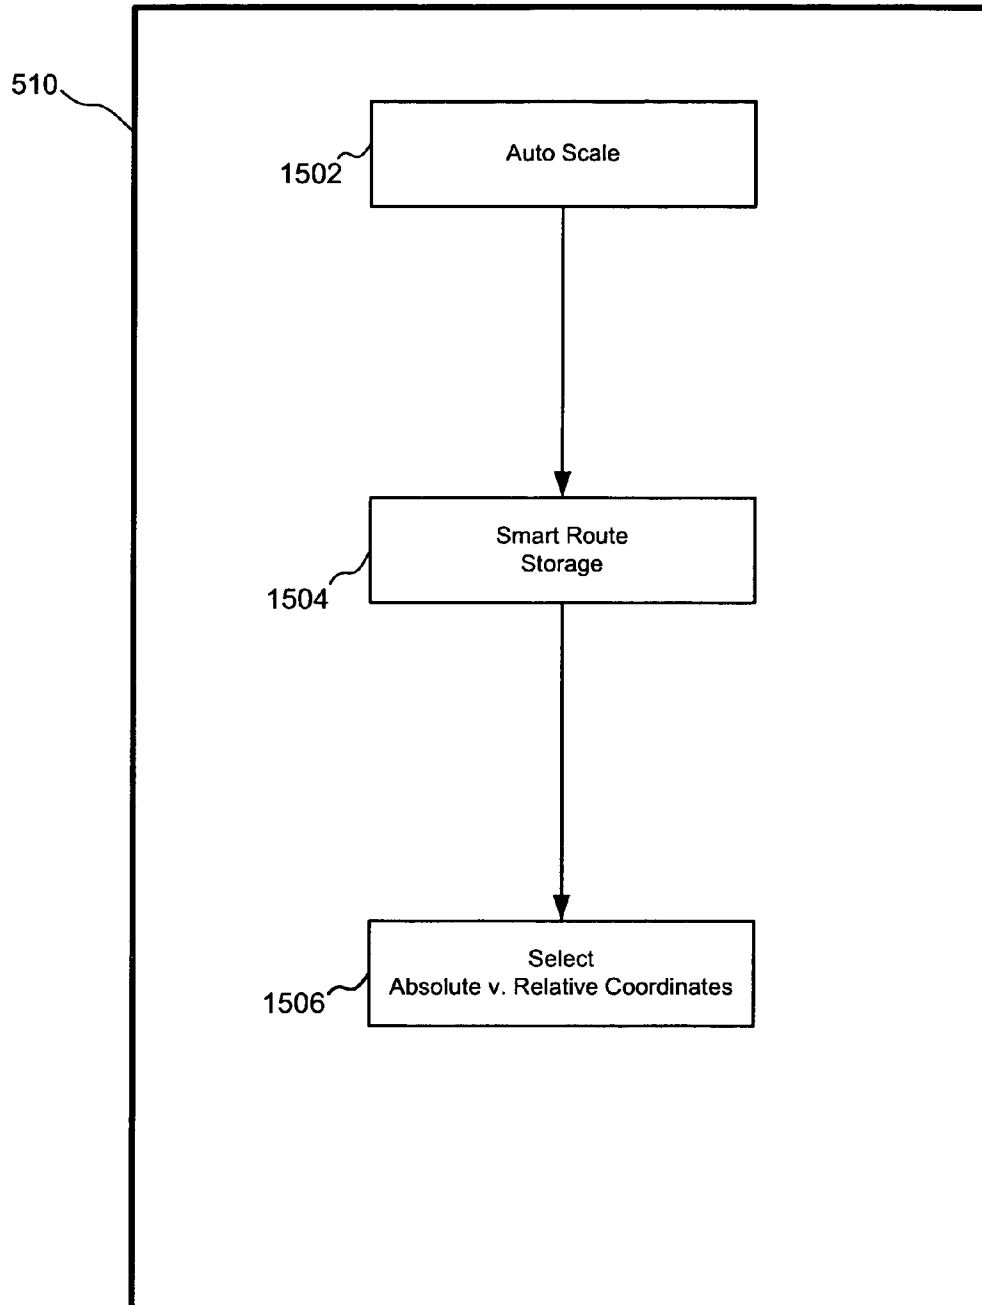 510
Auto Scale
1502
Smart Route
Storage
1504
Select
Absolute v. Relative Coordinates
1506